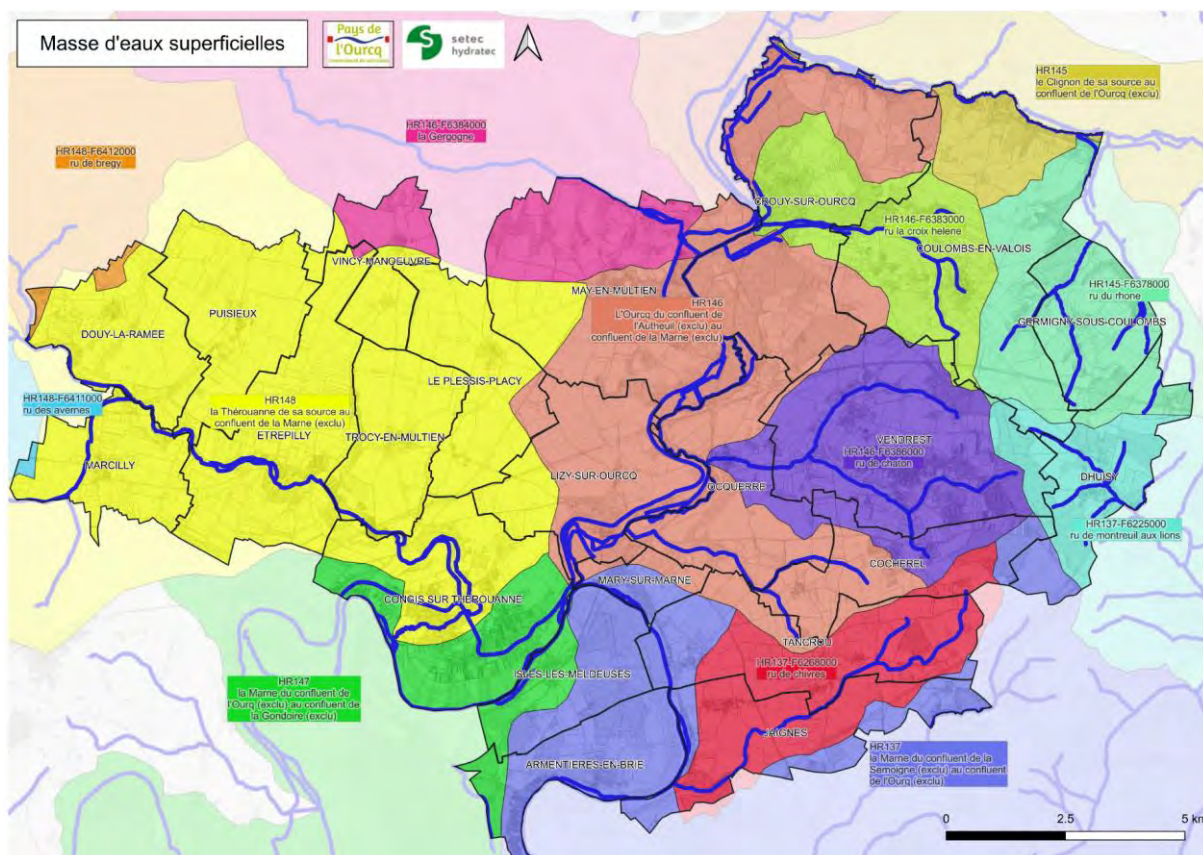 Masse d'eaux superficielles
Pays de
l'Ourcq
setec
hydratec
HR145
le Clignon de sa source au
confluent de l'Ourcq (exclu)
HR146-F6384000
la Gergogne
HR148-F6412000
ru de bregy
CROUY-SUR-OURCQ
HR146-F6383000
ru la croix helene
COULOMBS-EN-VALOIS
VINCY-MANOEUVRE
MAY-EN-MULTIEN
HR145-F6378000
ru du rhone
HR146
L'Ourcq du confluent de
l'Autheuil (exclu) au
confluent de la Marne (exclu)
PUISIEUX
GERMIGNY-SOUS-COULOMBS
DOUY-LA-RAMEE
LE PLESSIS-PLACY
HR148-F6411000
ru des avernes
HR148
la Thérouanne de sa source au
confluent de la Marne (exclu)
ETREPILLY
TROCY-EN-MULTIEN
VENDREST
HR146-F6386000
ru de chaton
MARCILLY
LIZY-SUR-OURCQ
DHUISY
OCQUERRE
HR137-F6225000
ru de montreuil aux lions
COCHEREL
MARY-SUR-MARNE
CONGIS SUR THEROUANNE
TANCROU
HR137-F6268000
ru de chivres
ISLES-LES-MELDEUSES
HR147
la Marne du confluent de
l'Ourq (exclu) au confluent de
la Gondoire (exclu)
JAIGNES
HR137
la Marne du confluent de la
Semoigne (exclu) au confluent
de l'Ourq (exclu)
ARMENTIERES-EN-BRIE
0 2.5 5 km